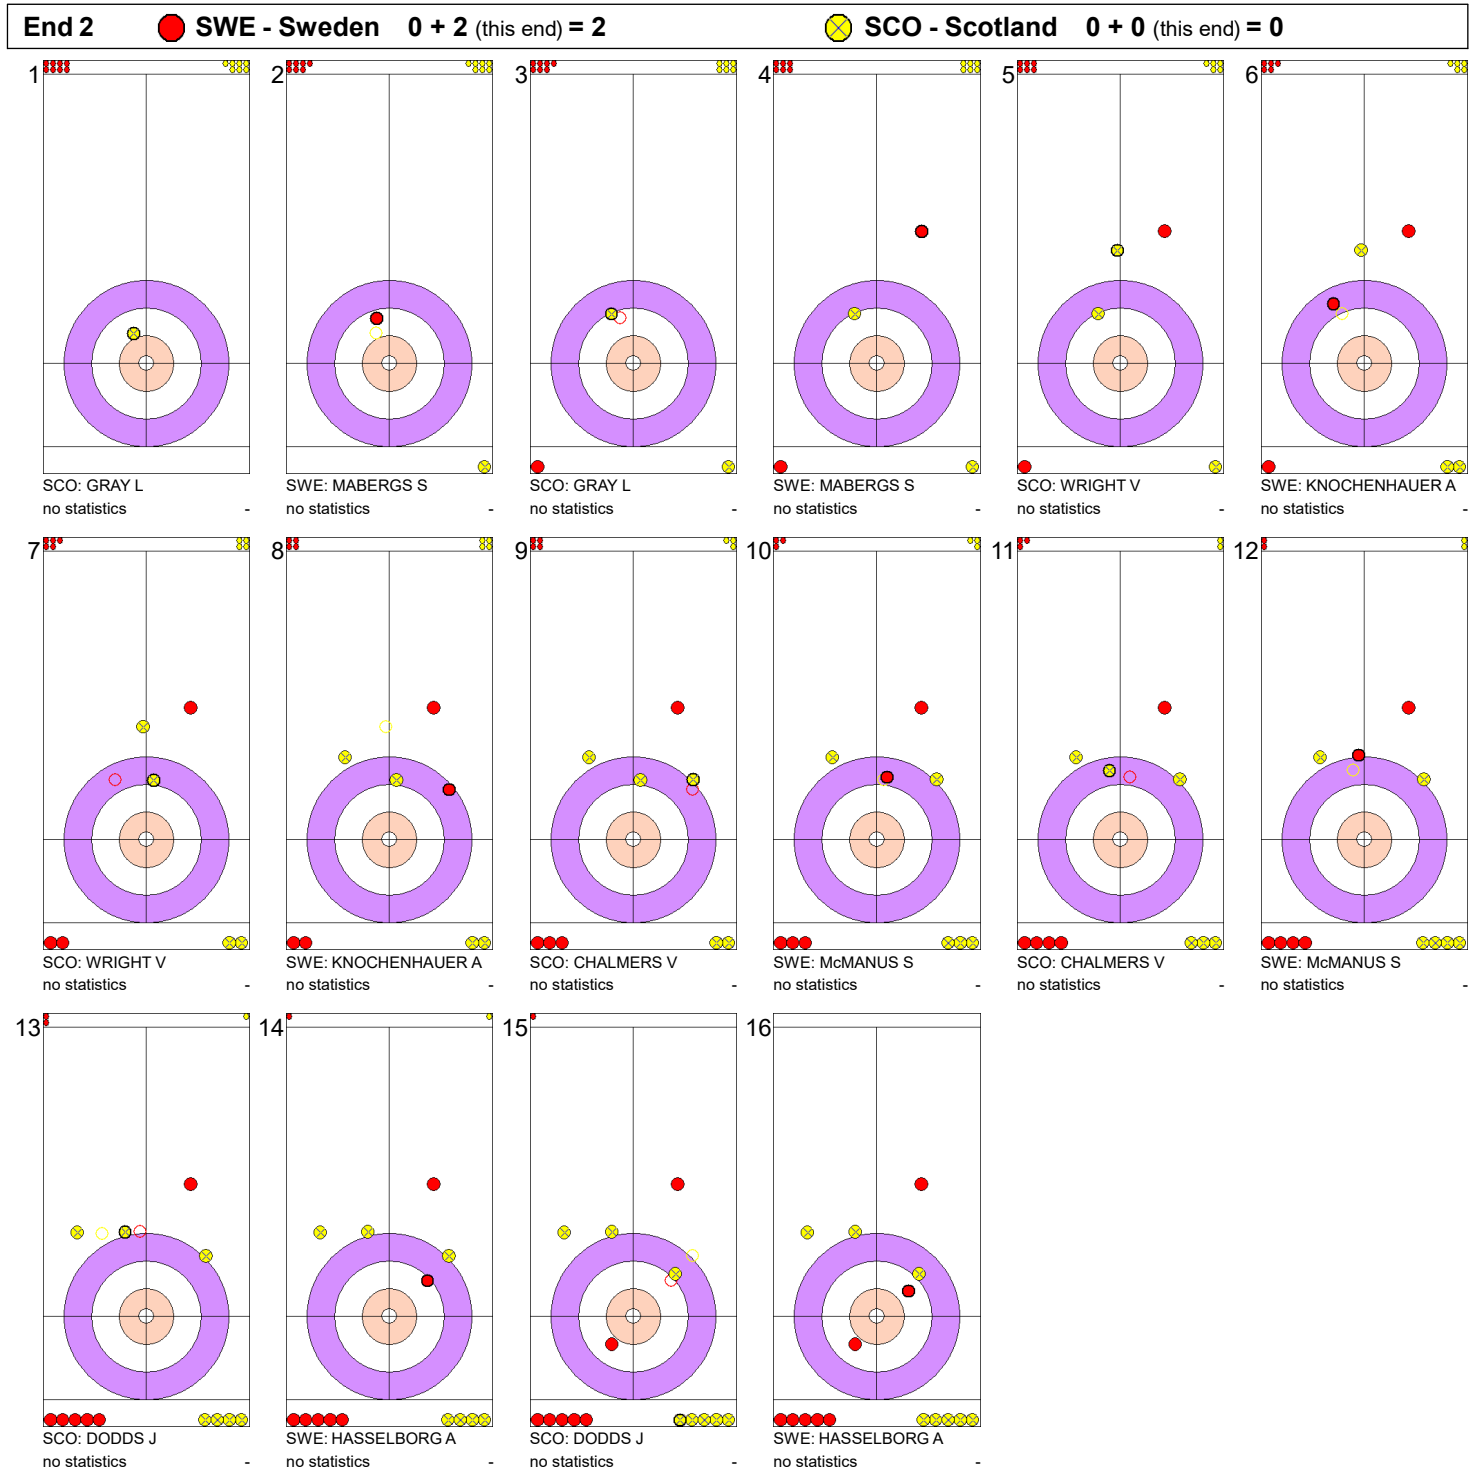 End 2 SWE - Sweden 0 + 2 (this end) = 2 SCO - Scotland 0 + 0 (this end) = 0
1 2 3 4 5 6
SCO: GRAY L SWE: MABERGS S SCO: GRAY L SWE: MABERGS S SCO: WRIGHT V SWE: KNOCHENHAUER A
no statistics - no statistics - no statistics - no statistics - no statistics - no statistics -
7 8 9 10 11 12
SCO: WRIGHT V SWE: KNOCHENHAUER A SCO: CHALMERS V SWE: McMANUS S SCO: CHALMERS V SWE: McMANUS S
no statistics - no statistics - no statistics - no statistics - no statistics - no statistics -
13 14 15 16
SCO: DODDS J SWE: HASSELBORG A SCO: DODDS J SWE: HASSELBORG A
no statistics - no statistics - no statistics - no statistics -